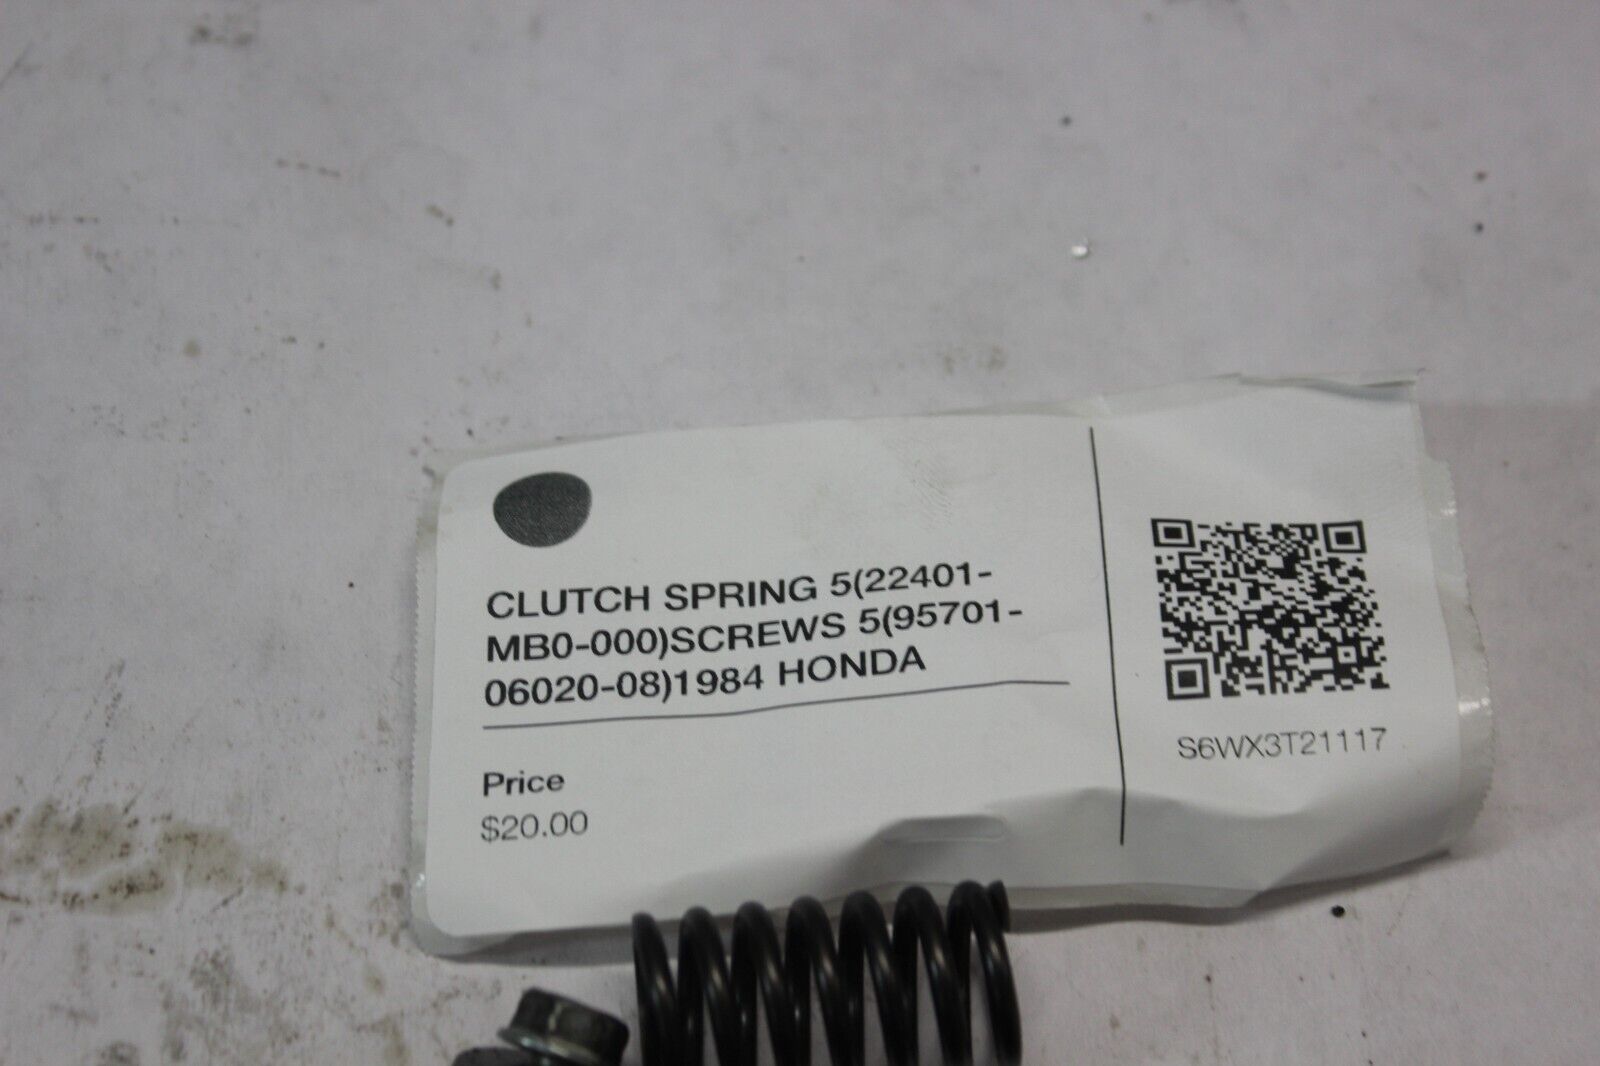 CLUTCH SPRING 5(22401-
MB0-000)SCREWS 5(95701-
06020-08)1984 HONDA
Price
$20.00
S6WX3T21117